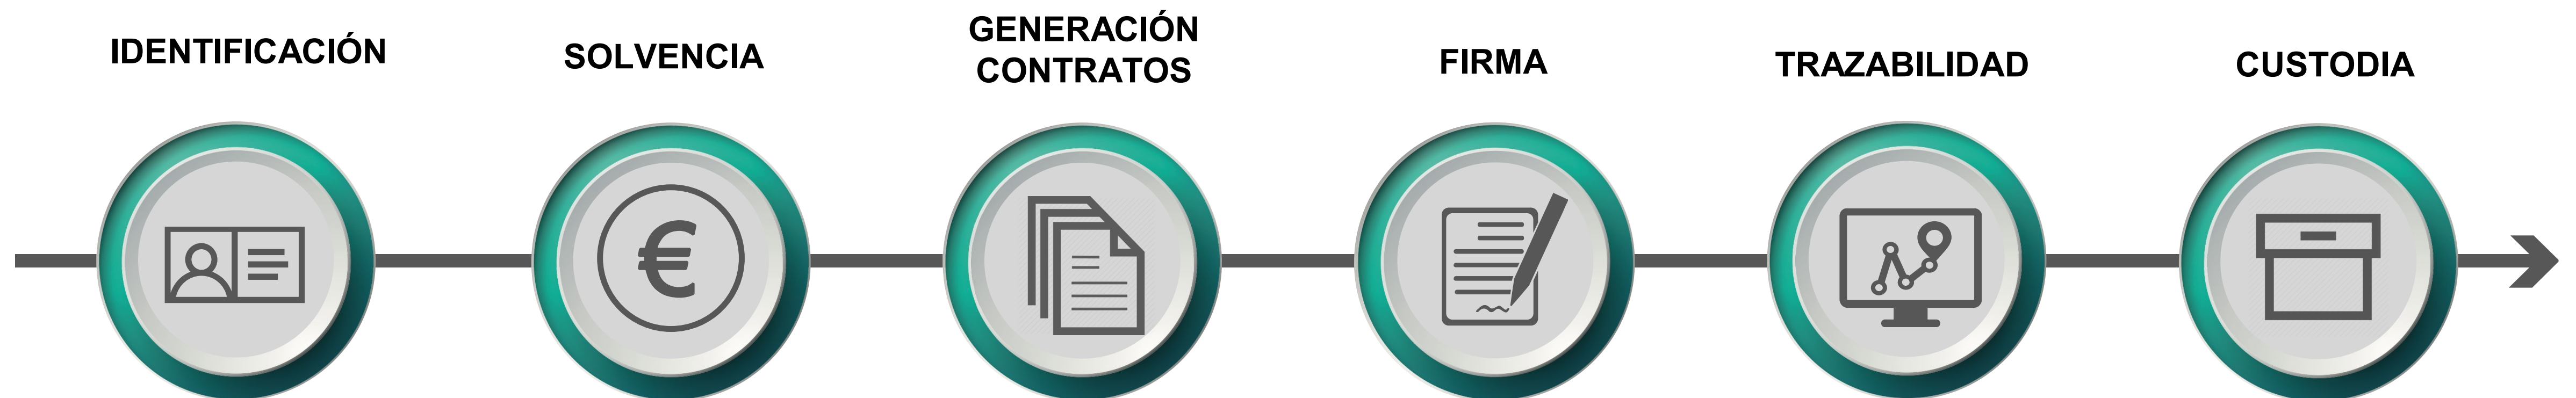 IDENTIFICACIÓN
SOLVENCIA
GENERACIÓN
CONTRATOS
FIRMA
TRAZABILIDAD
CUSTODIA
€